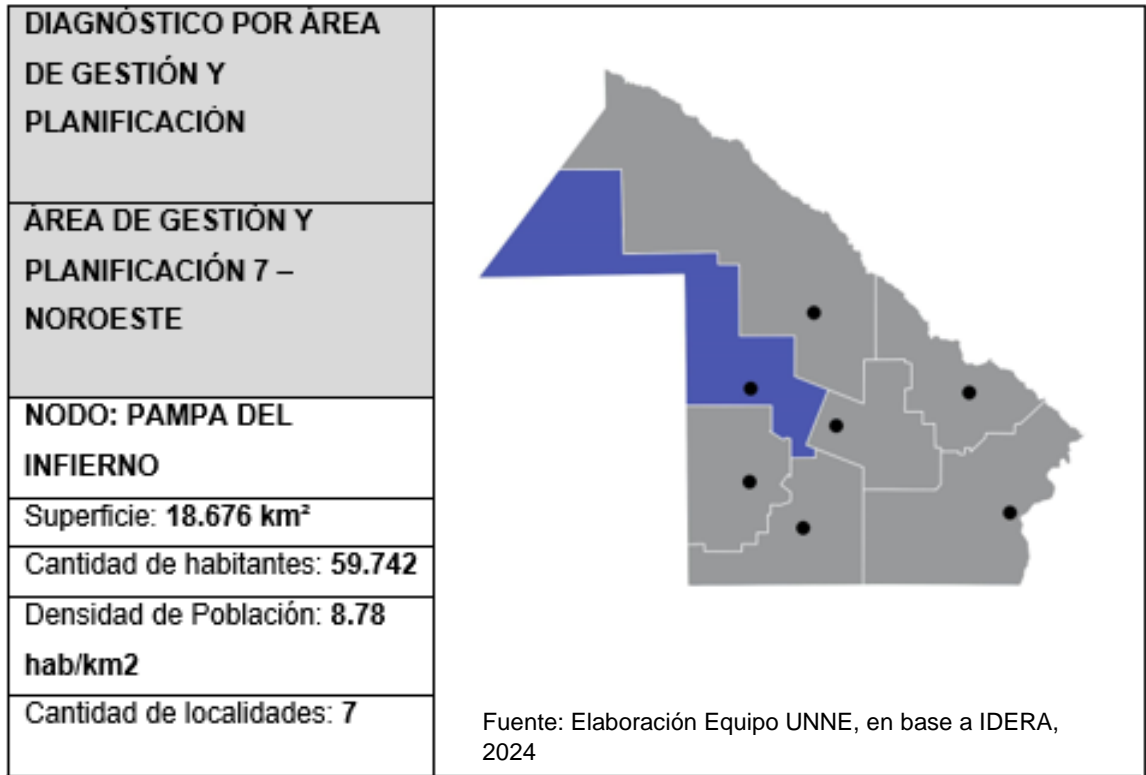 DIAGNÓSTICO POR ÁREA
DE GESTIÓN Y
PLANIFICACIÓN
ÁREA DE GESTIÓN Y
PLANIFICACIÓN 7 –
NOROESTE
NODO: PAMPA DEL
INFIERNO
Superficie: 18.676 km²
Cantidad de habitantes: 59.742
Densidad de Población: 8.78
hab/km2
Cantidad de localidades: 7
Fuente: Elaboración Equipo UNNE, en base a IDERA,
2024